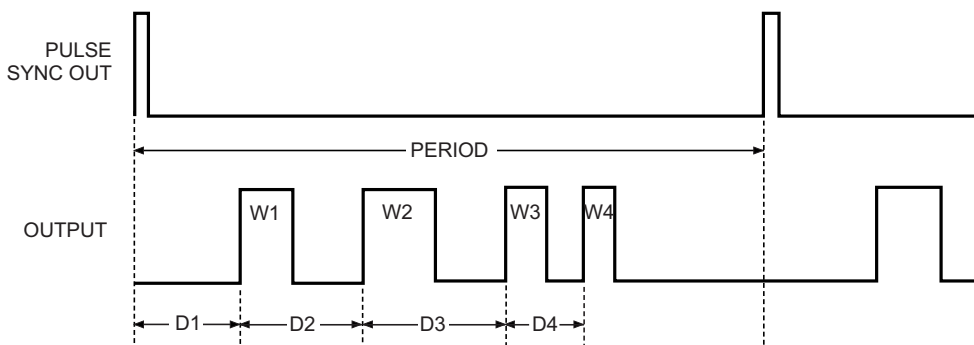 PULSE
SYNC OUT
PERIOD
W1
W2
W3
W4
OUTPUT
D1
D2
D3
D4